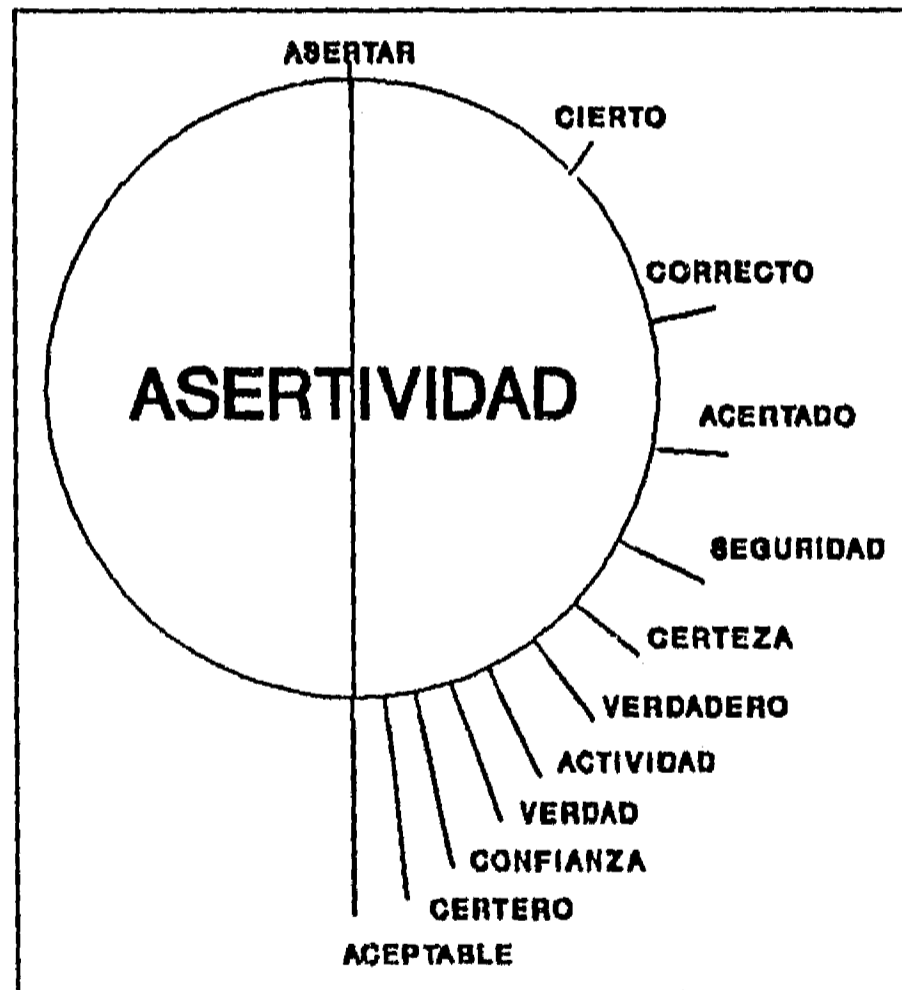 ASERTAR
CIERTO
CORRECTO
ASERTIVIDAD
ACERTADO
SEGURIDAD
CERTEZA
VERDADERO
ACTIVIDAD
VERDAD
CONFIANZA
CERTERO
ACEPTABLE